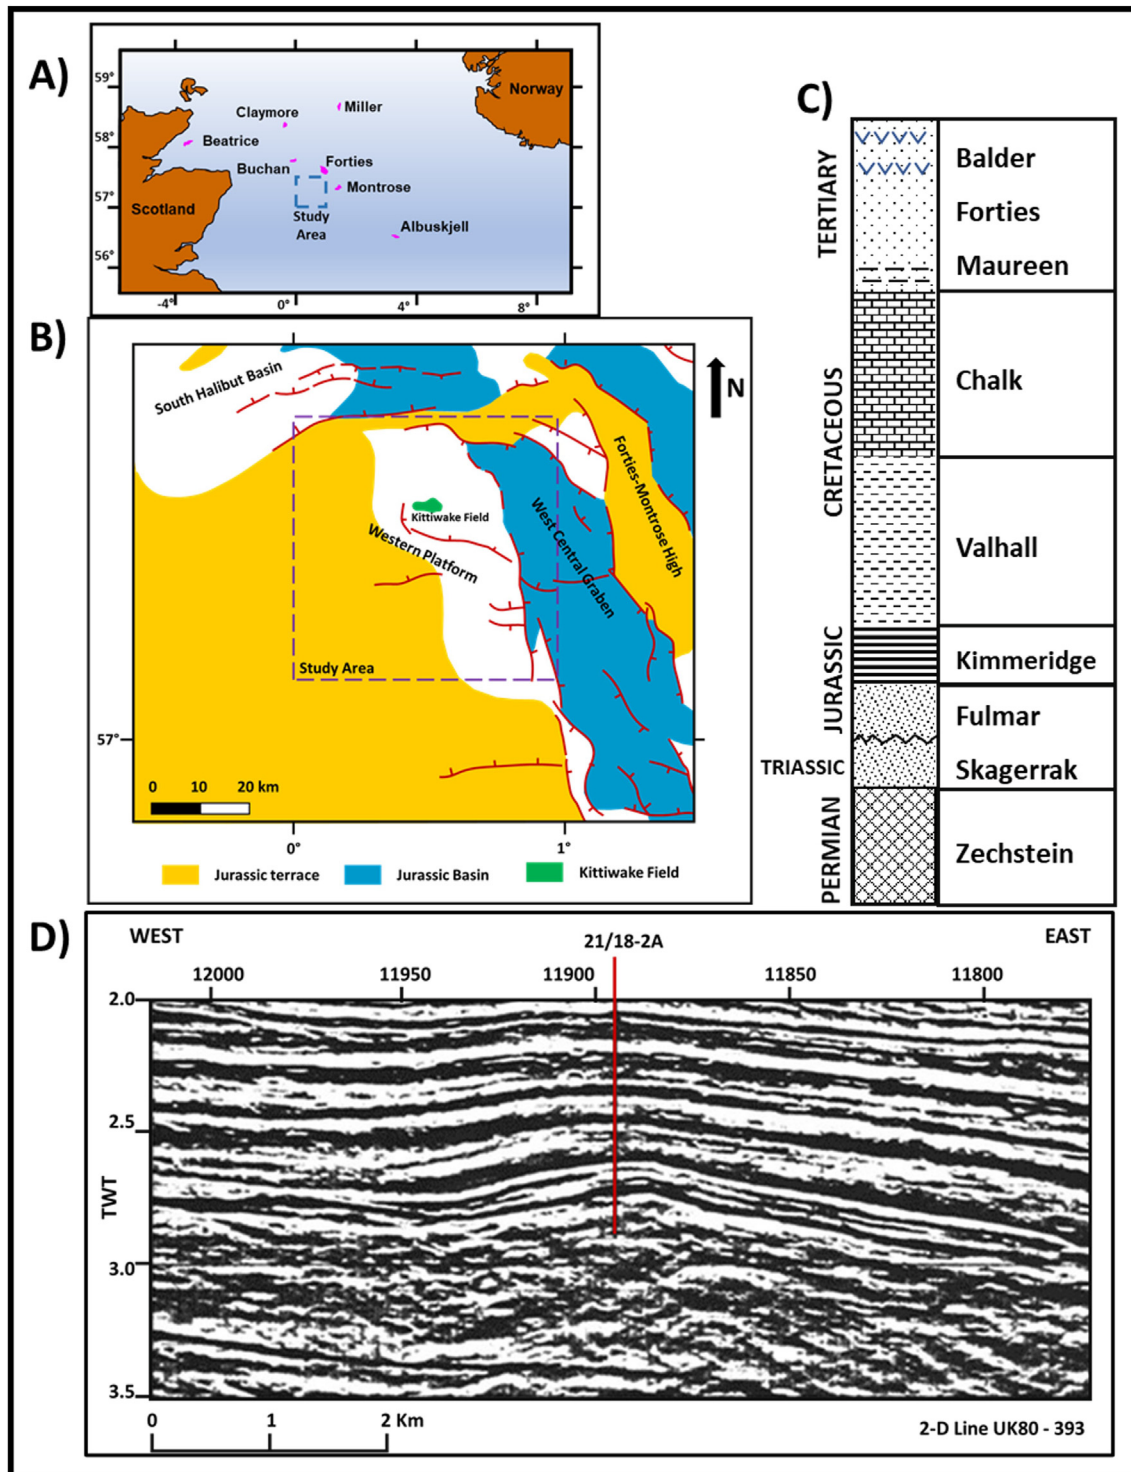 A)
59°
58°
57°
56°
-4°
0°
4°
8°
Norway
Miller
Claymore
Beatrice
Buchan
Forties
Montrose
Scotland
Study
Area
Albuskjell
B)
South Halibut Basin
N
Forties-Montrose High
Kittiwake Field
Western Platform
West Central Graben
Study Area
57°
0 10 20 km
0°
1°
Jurassic terrace
Jurassic Basin
Kittiwake Field
C)
TERTIARY
Balder
Forties
Maureen
CRETACEOUS
Chalk
Valhall
JURASSIC
Kimmeridge
Fulmar
TRIASSIC
Skagerrak
PERMIAN
Zechstein
D)
WEST
21/18-2A
EAST
12000 11950 11900 11850 11800
2.0
2.5
TWT
3.0
3.5
0 1 2 Km
2-D Line UK80 - 393